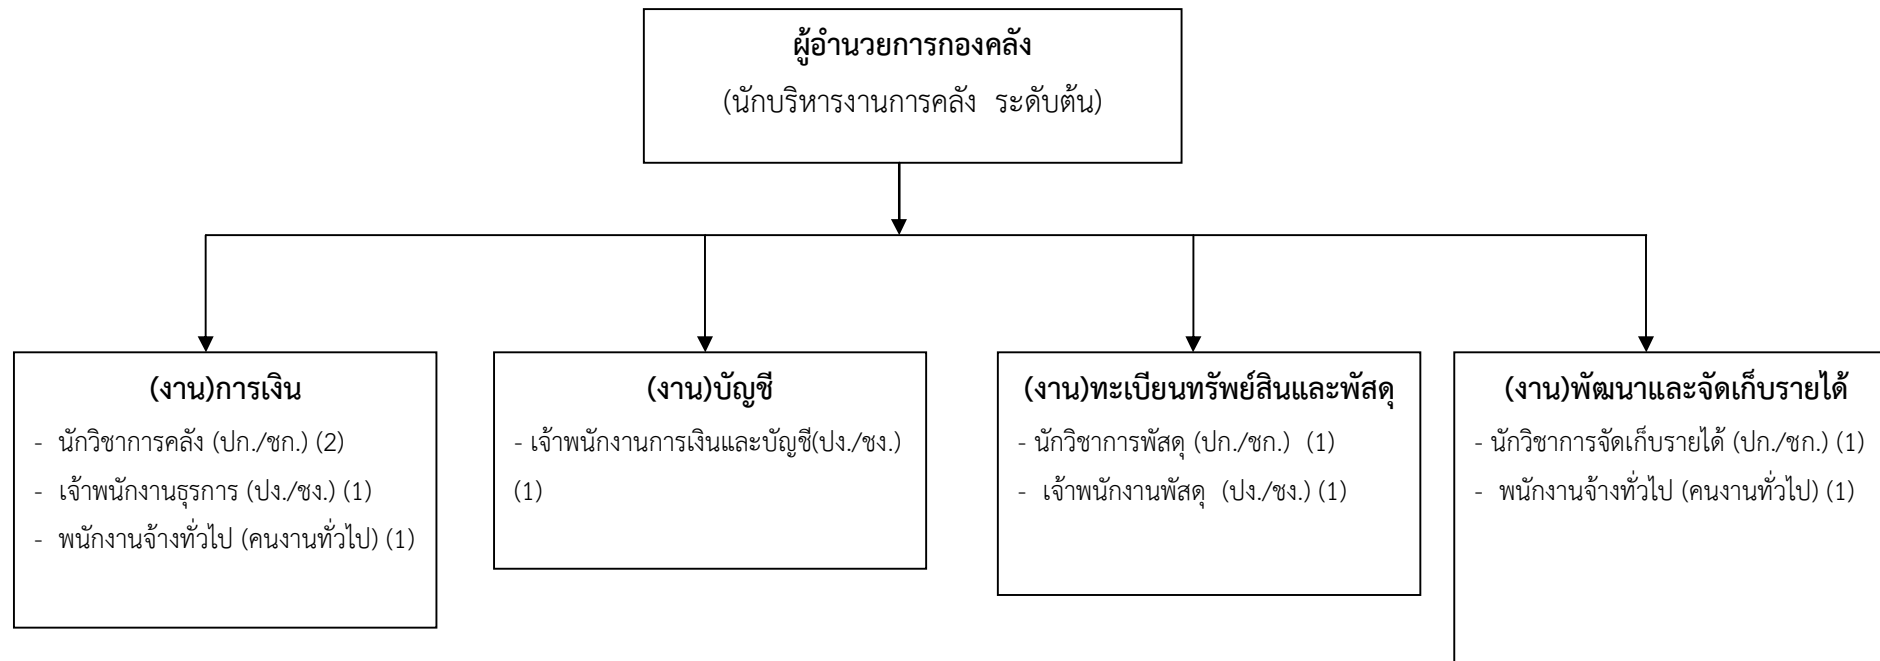 ผู้อำนวยการกองคลัง
(นักบริหารงานการคลัง ระดับต้น)
(งาน)การเงิน
- นักวิชาการคลัง (ปก./ชก.) (2)
- เจ้าพนักงานธุรการ (ปง./ชง.) (1)
- พนักงานจ้างทั่วไป (คนงานทั่วไป) (1)
(งาน)บัญชี
- เจ้าพนักงานการเงินและบัญชี(ปง./ชง.)
(1)
(งาน)ทะเบียนทรัพย์สินและพัสดุ
- นักวิชาการพัสดุ (ปก./ชก.) (1)
- เจ้าพนักงานพัสดุ (ปง./ชง.) (1)
(งาน)พัฒนาและจัดเก็บรายได้
- นักวิชาการจัดเก็บรายได้ (ปก./ชก.) (1)
- พนักงานจ้างทั่วไป (คนงานทั่วไป) (1)